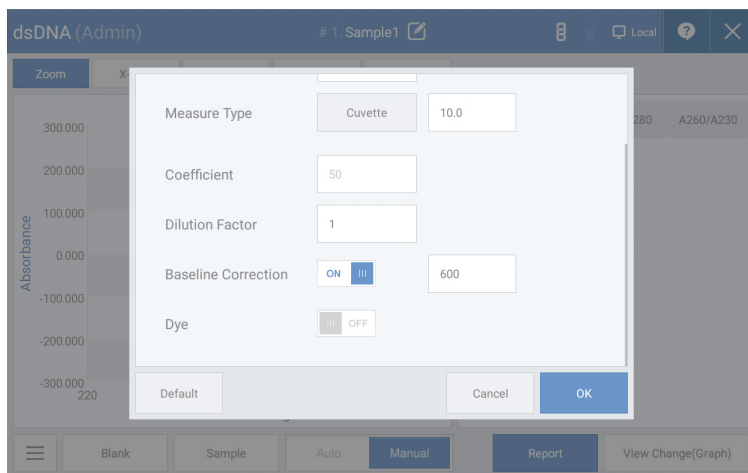 dsDNA (Admin)
# 1. Sample1
Local
?
Zoom
X-
280
A260/A230
300.000
200.000
100.000
0.000
-100.000
-200.000
-300.000
220
Absorbance
Measure Type
Cuvette
10.0
Coefficient
50
Dilution Factor
1
Baseline Correction
ON
600
Dye
OFF
Default
Cancel
OK
Blank
Sample
Auto
Manual
Report
View Change(Graph)